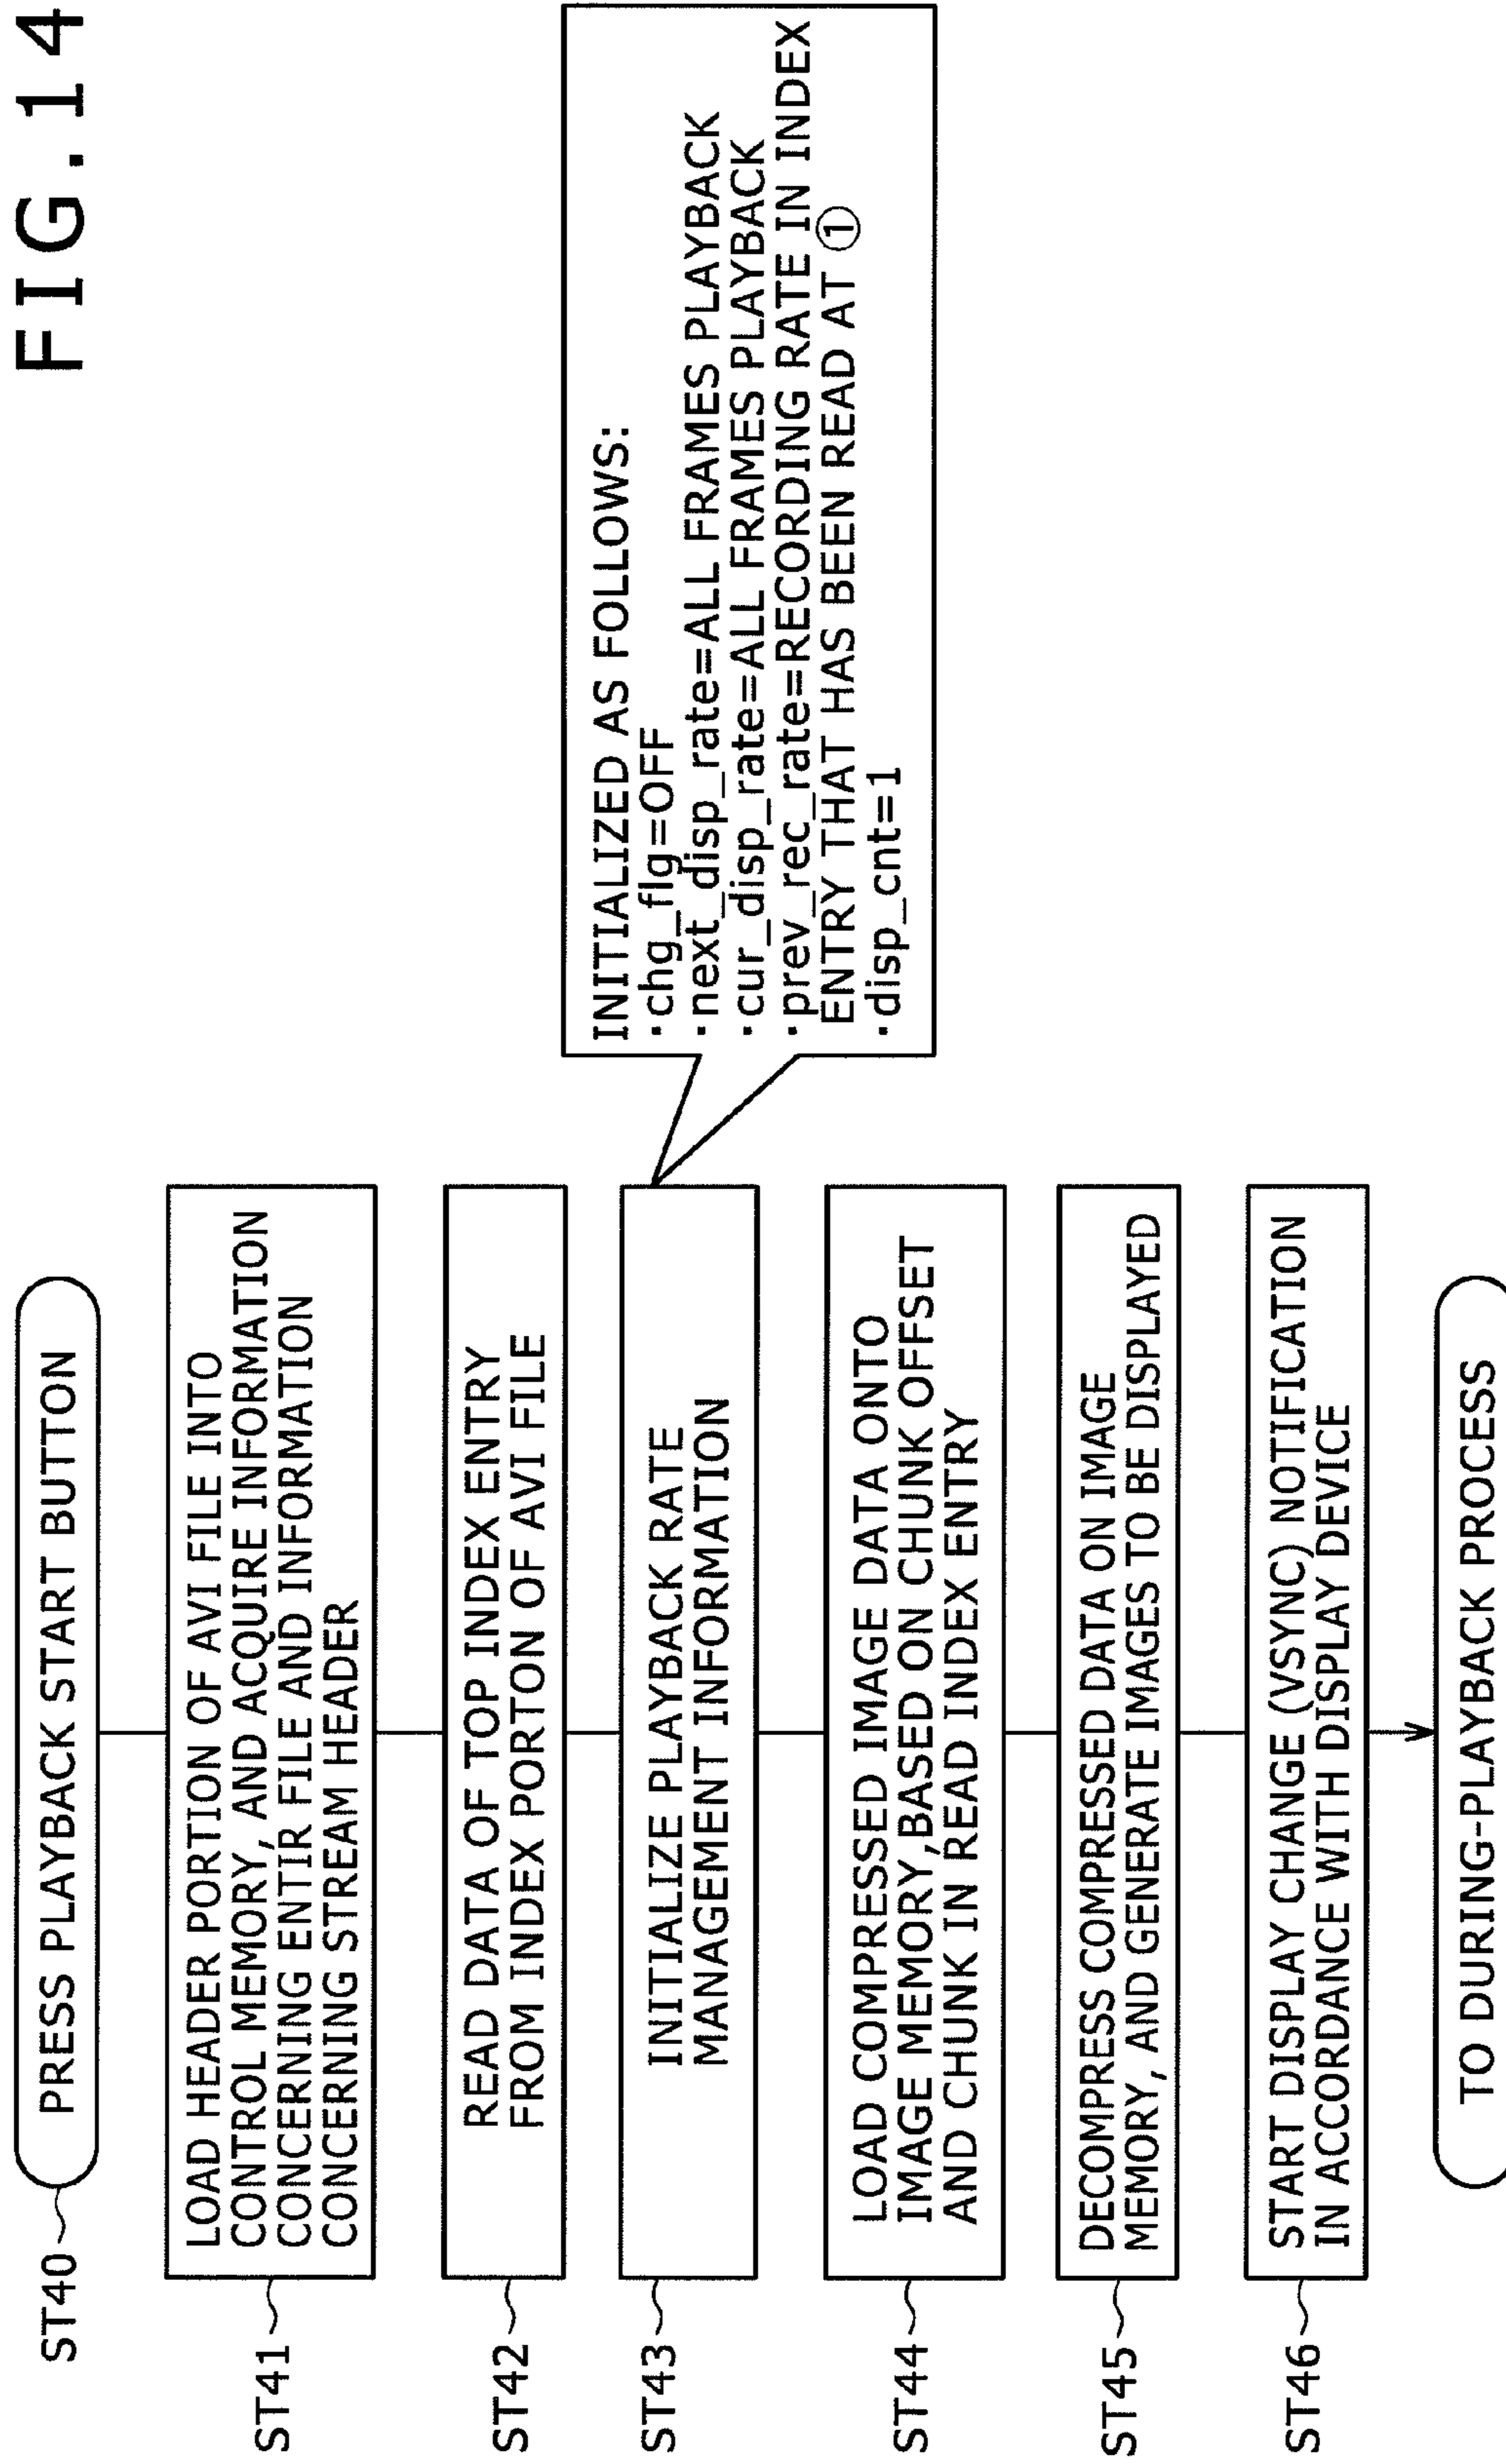 FIG.14
ST40
PRESS PLAYBACK START BUTTON
ST41
LOAD HEADER PORTION OF AVI FILE INTO
CONTROL MEMORY, AND ACQUIRE INFORMATION
CONCERNING ENTIR FILE AND INFORMATION
CONCERNING STREAM HEADER
ST42
READ DATA OF TOP INDEX ENTRY
FROM INDEX PORTON OF AVI FILE
ST43
INITIALIZE PLAYBACK RATE
MANAGEMENT INFORMATION
INITIALIZED AS FOLLOWS:
·chg_flg=OFF
·next_disp_rate=ALL FRAMES PLAYBACK
·cur_disp_rate=ALL FRAMES PLAYBACK
·prev_rec_rate=RECORDING RATE IN INDEX
ENTRY THAT HAS BEEN READ AT ①
·disp_cnt=1
ST44
LOAD COMPRESSED IMAGE DATA ONTO
IMAGE MEMORY,BASED ON CHUNK OFFSET
AND CHUNK IN READ INDEX ENTRY
ST45
DECOMPRESS COMPRESSED DATA ON IMAGE
MEMORY, AND GENERATE IMAGES TO BE DISPLAYED
ST46
START DISPLAY CHANGE (VSYNC) NOTIFICATION
IN ACCORDANCE WITH DISPLAY DEVICE
TO DURING-PLAYBACK PROCESS